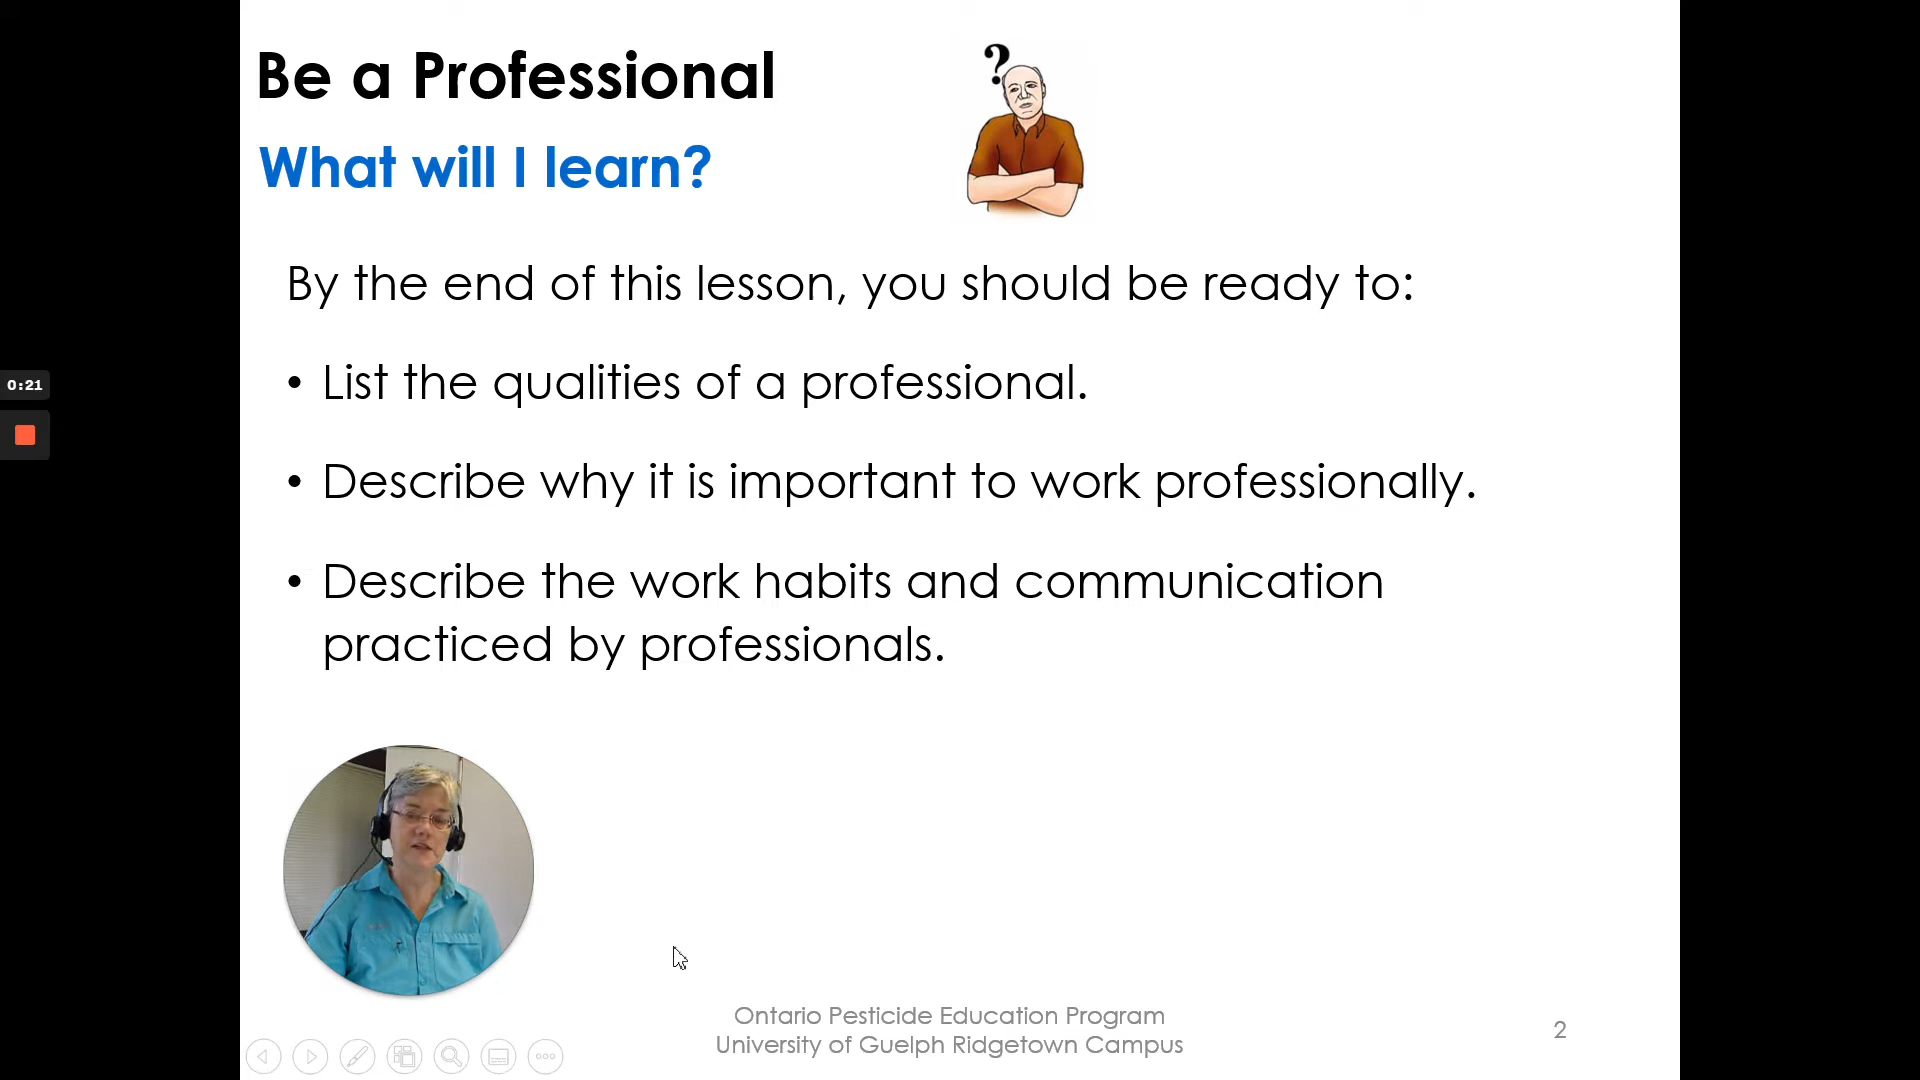 Be a Professional
?
What will I learn?
By the end of this lesson, you should be ready to:
• List the qualities of a professional.
0:21
• Describe why it is important to work professionally.
• Describe the work habits and communication
practiced by professionals.
Ontario Pesticide Education Program
University of Guelph Ridgetown Campus
2